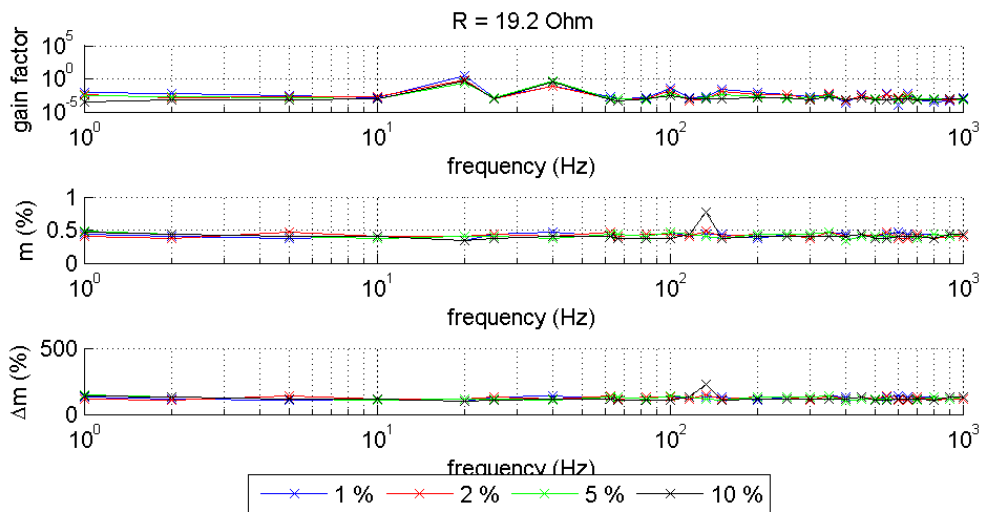 R = 19.2 Ohm
gain factor
10^5
10^0
10^-5
10^0 10^1 10^2 10^3
frequency (Hz)
m (%)
1
0.5
0
10^0 10^1 10^2 10^3
frequency (Hz)
Δm (%)
500
0
10^0 10^1 10^2 10^3
frequency (Hz)
1 % 2 % 5 % 10 %